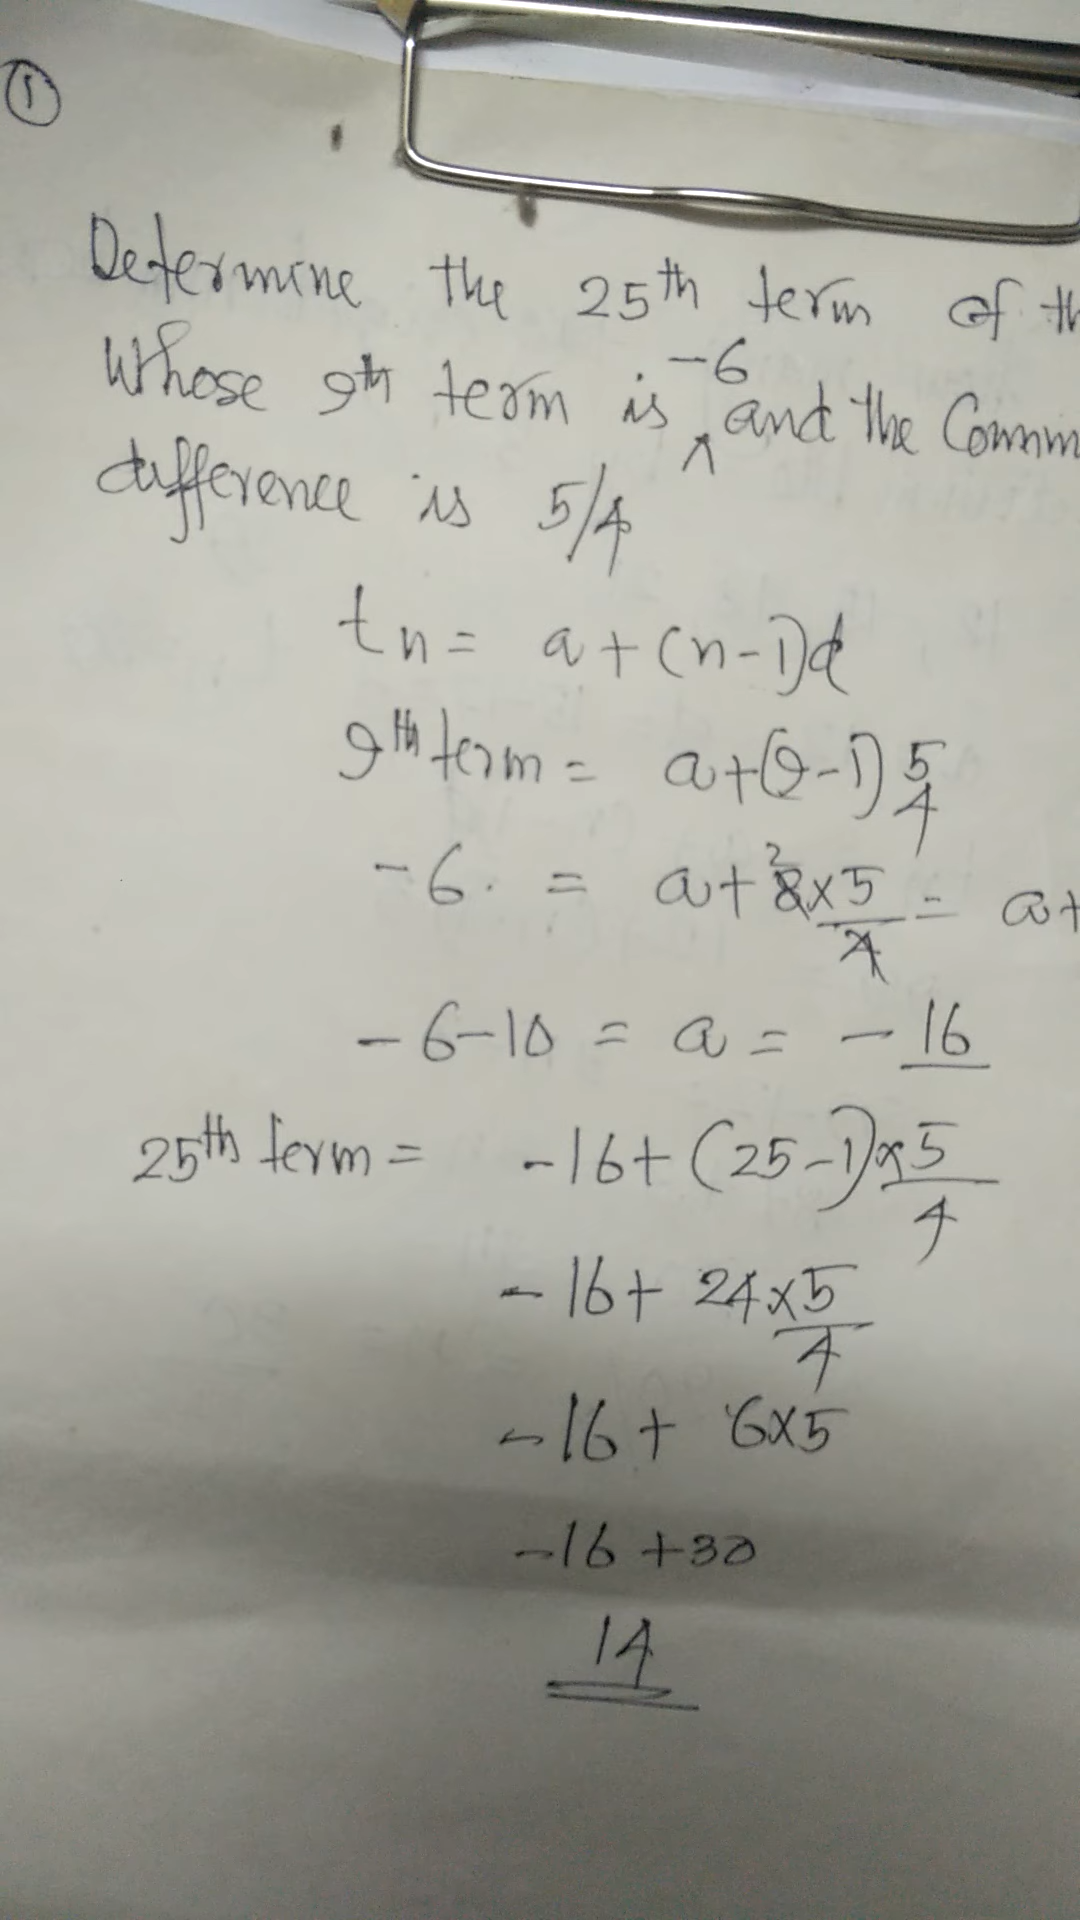 1
Determine the 25th term of th
Whose 9th term is -6 and the Comm
difference is 5/4
tn = a + (n-1)d
9th term = a + (9-1) 5/4
-6. = a + 8x5/4 = a +
2
-6-10 = a = -16
25th term = -16 + (25-1) x 5/4
-16 + 24x5/4
-16 + 6x5
-16 + 30
14